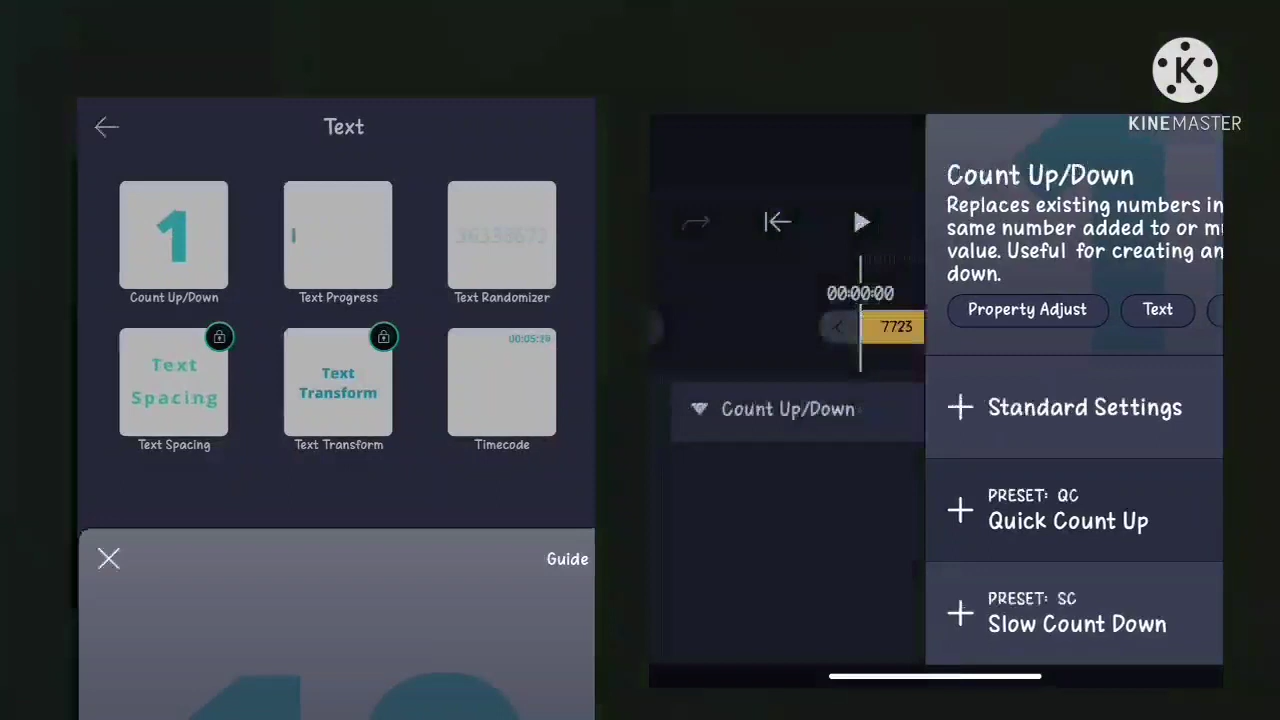 Text
1
Count Up/Down
Text Progress
Text Randomizer
Text
Spacing
Text Spacing
Text
Transform
Text Transform
00:05:20
Timecode
Guide
K
KINEMASTER
Count Up/Down
Replaces existing numbers in
same number added to or mu
value. Useful for creating an
down.
Property Adjust
Text
00:00:00
7723
Count Up/Down
Standard Settings
PRESET: QC
Quick Count Up
PRESET: SC
Slow Count Down